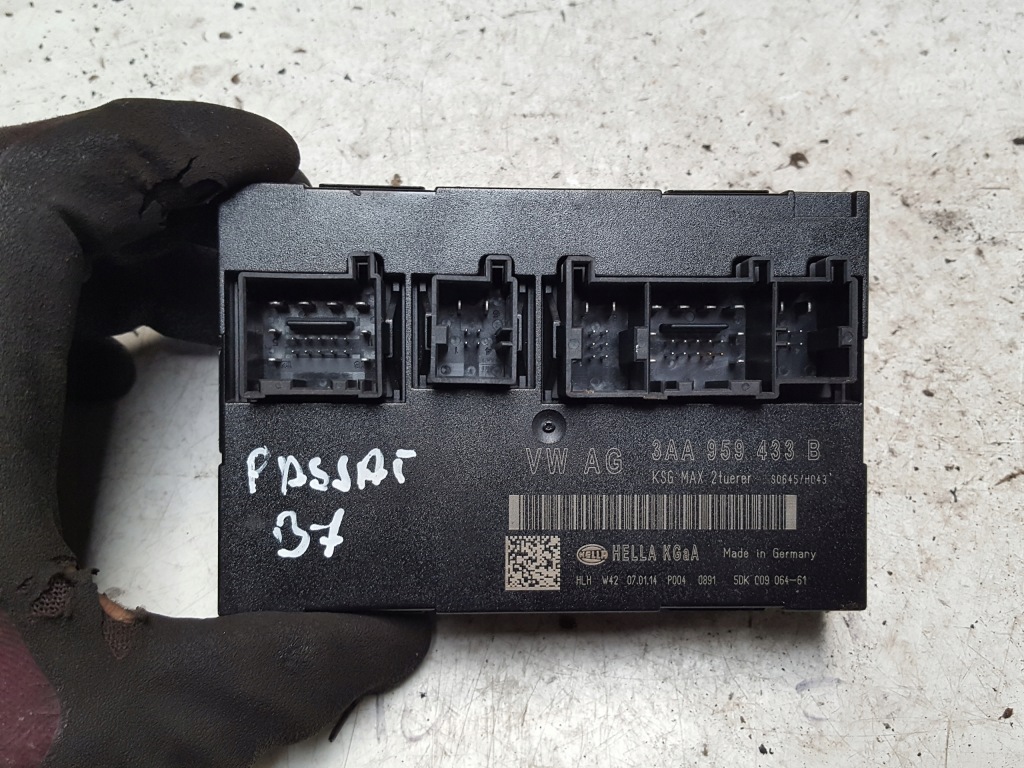 VW AG 3AA 959 433 B
KSG MAX 2tuerer S0645/H043
PASSAT
B7
HELLA HELLA KGaA Made in Germany
HLH W42 07.01.14 P004 0891 5DK 009 064-61